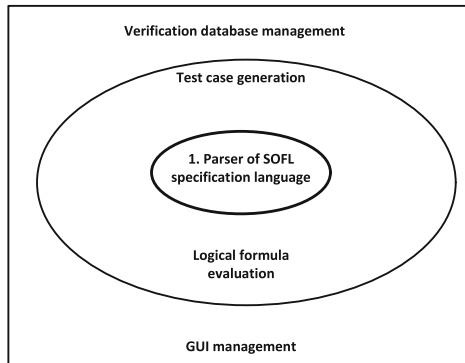 Verification database management
Test case generation
1. Parser of SOFL
specification language
Logical formula
evaluation
GUI management